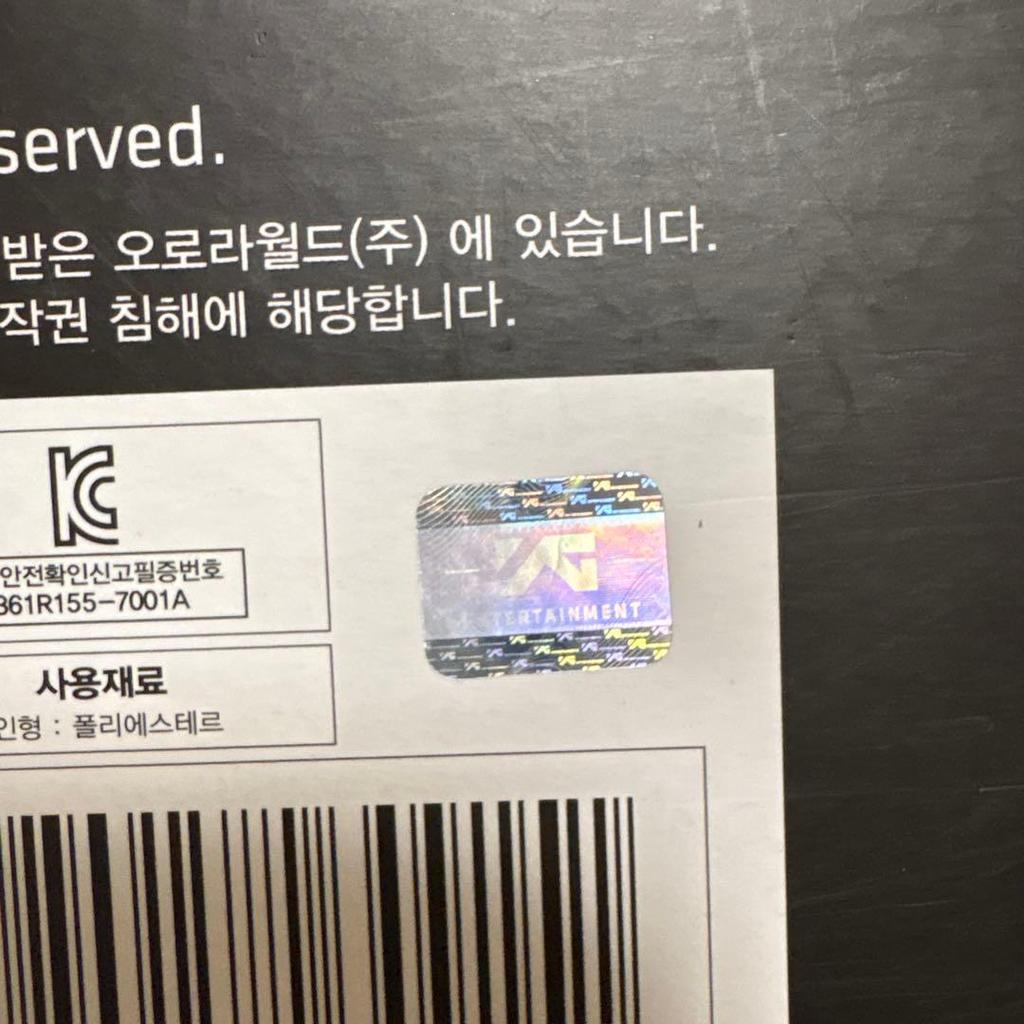 served.
받은 오로라월드(주) 에 있습니다.
작권 침해에 해당합니다.
안전확인신고필증번호
B61R155-7001A
YG
TERTAINMENT
사용재료
인형 : 폴리에스테르